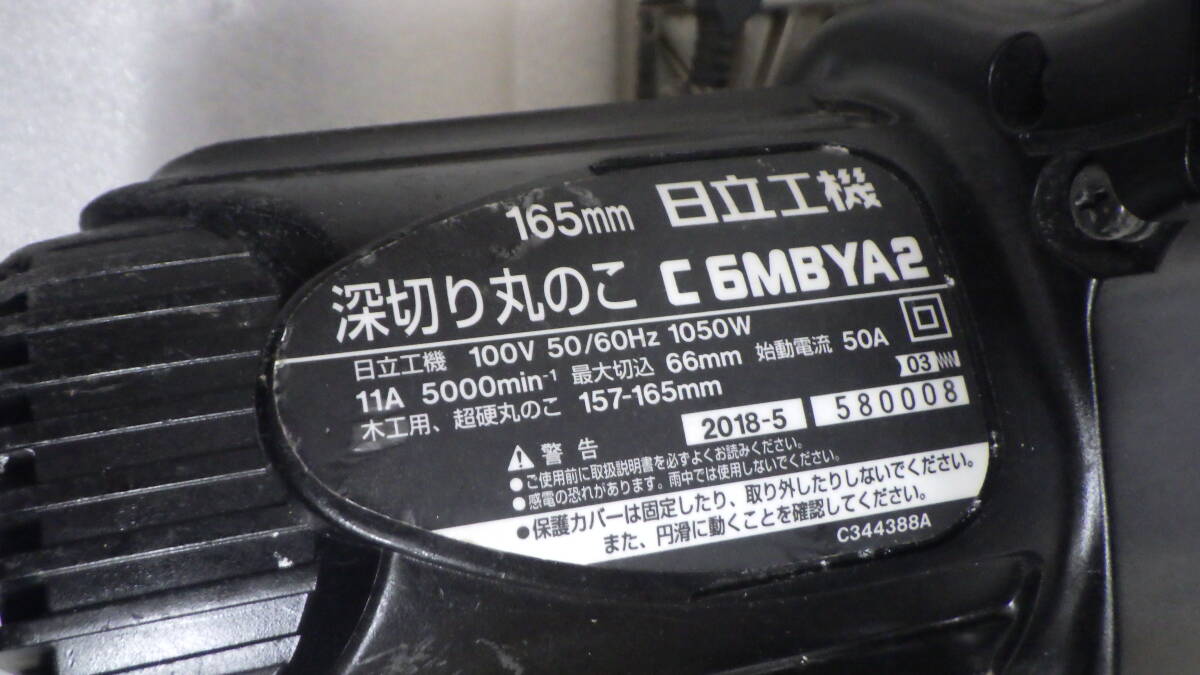 165mm 日立工機
深切り丸のこ C 6MBYA2
日立工機 100V 50/60Hz 1050W
11A 5000min-1 最大切込 66mm 始動電流 50A
木工用、超硬丸のこ 157-165mm
03
2018-5 580008
警告
●ご使用前に取扱説明書を必ずよくお読みください。
●感電の恐れがあります。雨中では使用しないでください。
●保護カバーは固定したり、取り外したりしないでください。
また、円滑に動くことを確認してください。
C344388A